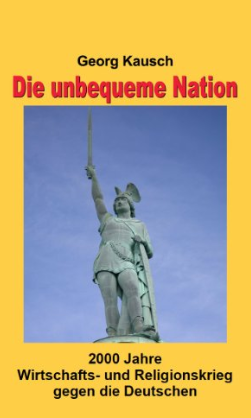 Georg Kausch
Die unbequeme Nation
2000 Jahre
Wirtschafts- und Religionskrieg
gegen die Deutschen